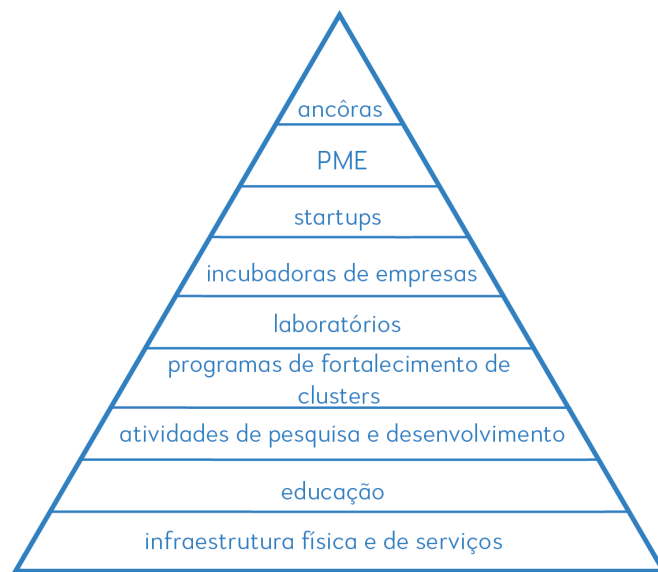 ancôras
PME
startups
incubadoras de empresas
laboratórios
programas de fortalecimento de
clusters
atividades de pesquisa e desenvolvimento
educação
infraestrutura física e de serviços